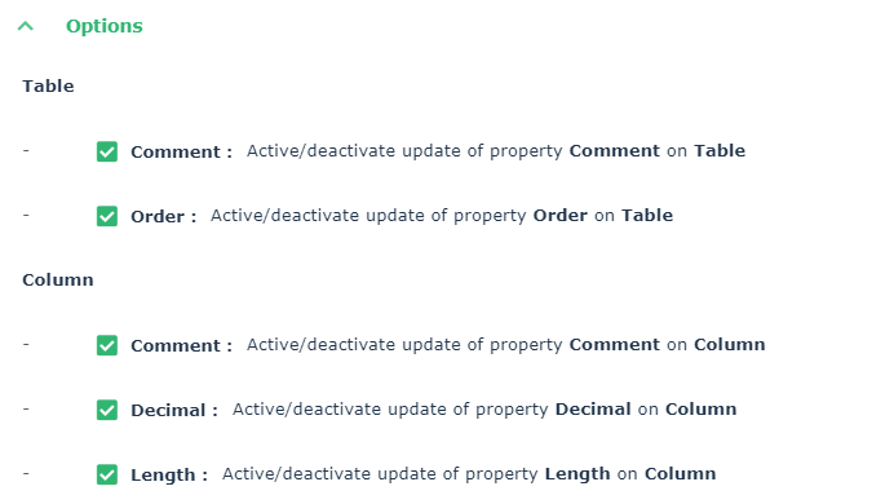 Options
Table
- Comment : Active/deactivate update of property Comment on Table
- Order : Active/deactivate update of property Order on Table
Column
- Comment : Active/deactivate update of property Comment on Column
- Decimal : Active/deactivate update of property Decimal on Column
- Length : Active/deactivate update of property Length on Column